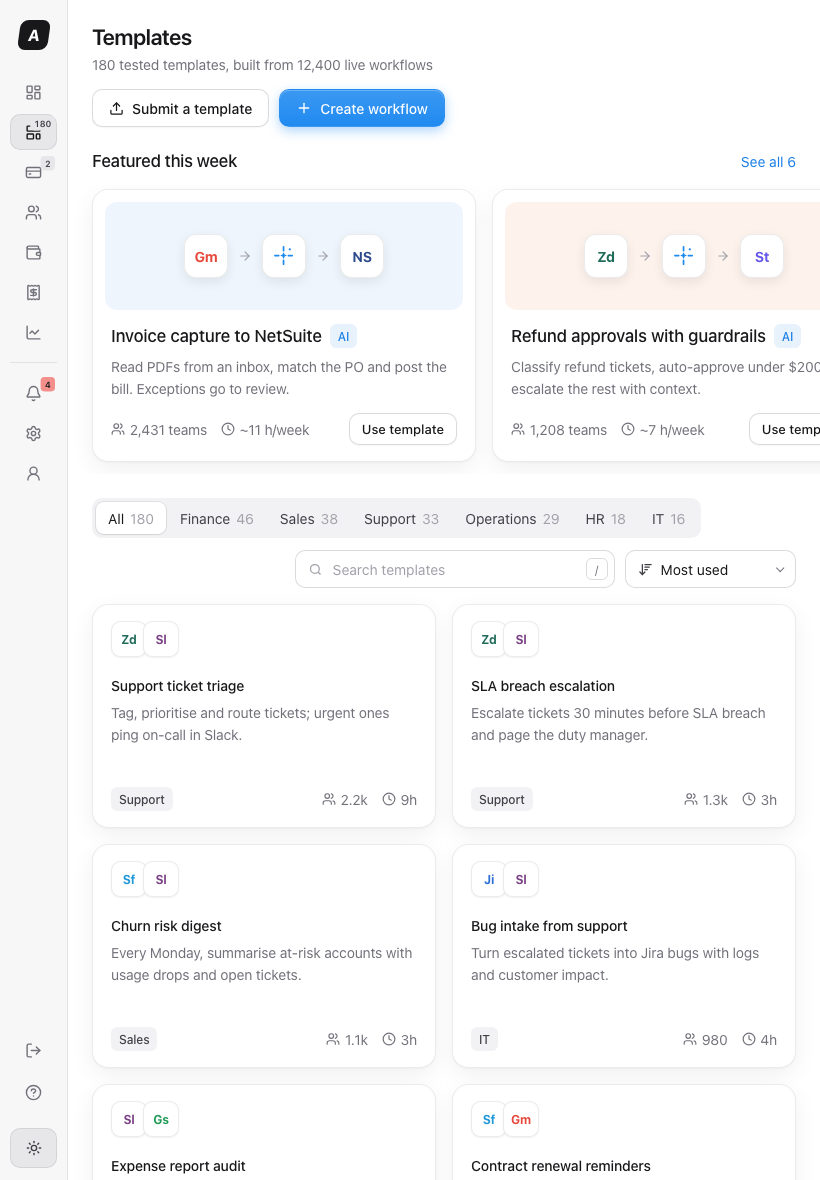 A
180
2
4
Templates
180 tested templates, built from 12,400 live workflows
Submit a template
Create workflow
Featured this week
See all 6
Gm
NS
Invoice capture to NetSuite
AI
Read PDFs from an inbox, match the PO and post the
bill. Exceptions go to review.
2,431 teams
~11 h/week
Use template
Zd
St
Refund approvals with guardrails
AI
Classify refund tickets, auto-approve under $200
escalate the rest with context.
1,208 teams
~7 h/week
Use temp
All 180
Finance 46
Sales 38
Support 33
Operations 29
HR 18
IT 16
Search templates
/
Most used
Zd Sl
Support ticket triage
Tag, prioritise and route tickets; urgent ones
ping on-call in Slack.
Support
2.2k
9h
Zd Sl
SLA breach escalation
Escalate tickets 30 minutes before SLA breach
and page the duty manager.
Support
1.3k
3h
Sf Sl
Churn risk digest
Every Monday, summarise at-risk accounts with
usage drops and open tickets.
Sales
1.1k
3h
Ji Sl
Bug intake from support
Turn escalated tickets into Jira bugs with logs
and customer impact.
IT
980
4h
Sl Gs
Expense report audit
Sf Gm
Contract renewal reminders